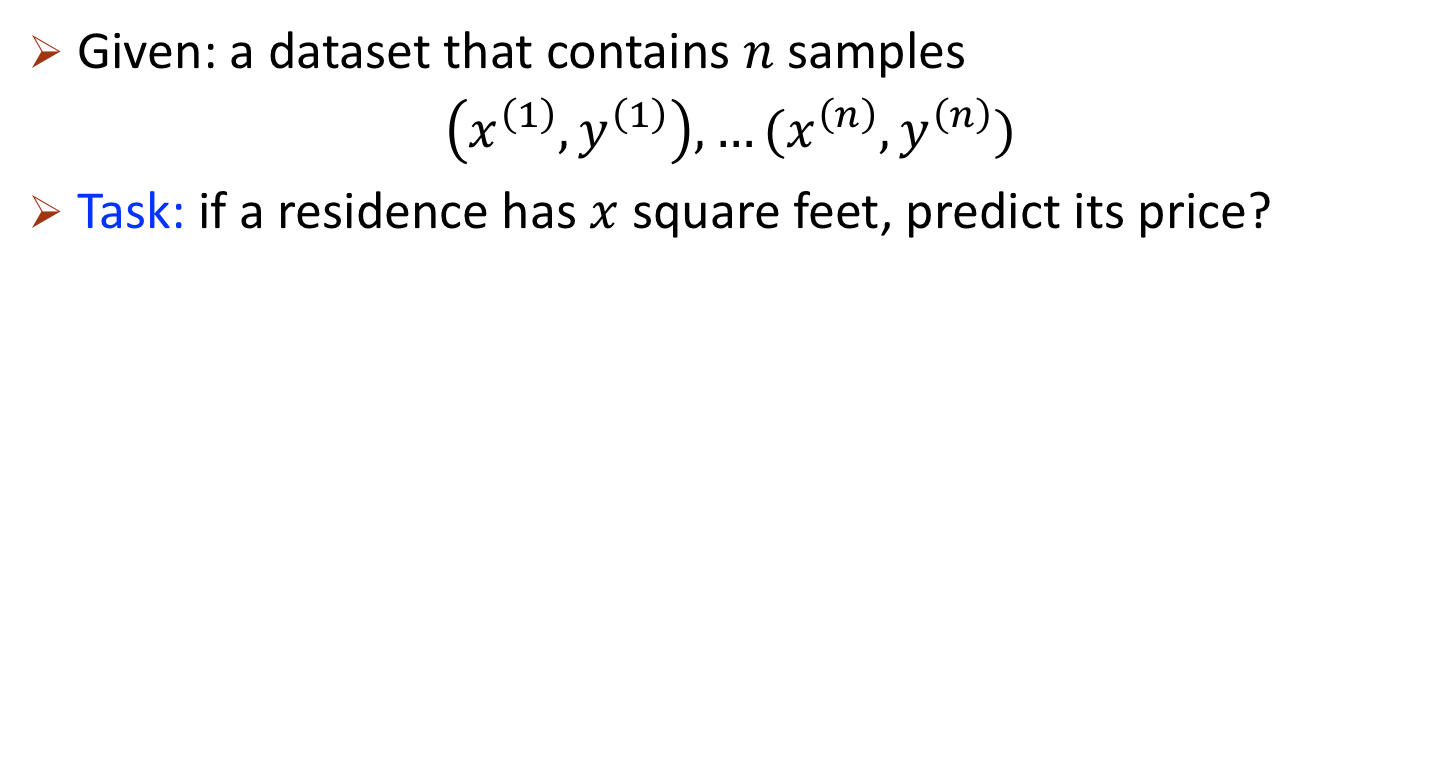 ➢ Given: a dataset that contains 𝑛 samples
(𝑥⁽¹⁾, 𝑦⁽¹⁾), … (𝑥⁽ⁿ⁾, 𝑦⁽ⁿ⁾)
➢ Task: if a residence has 𝑥 square feet, predict its price?